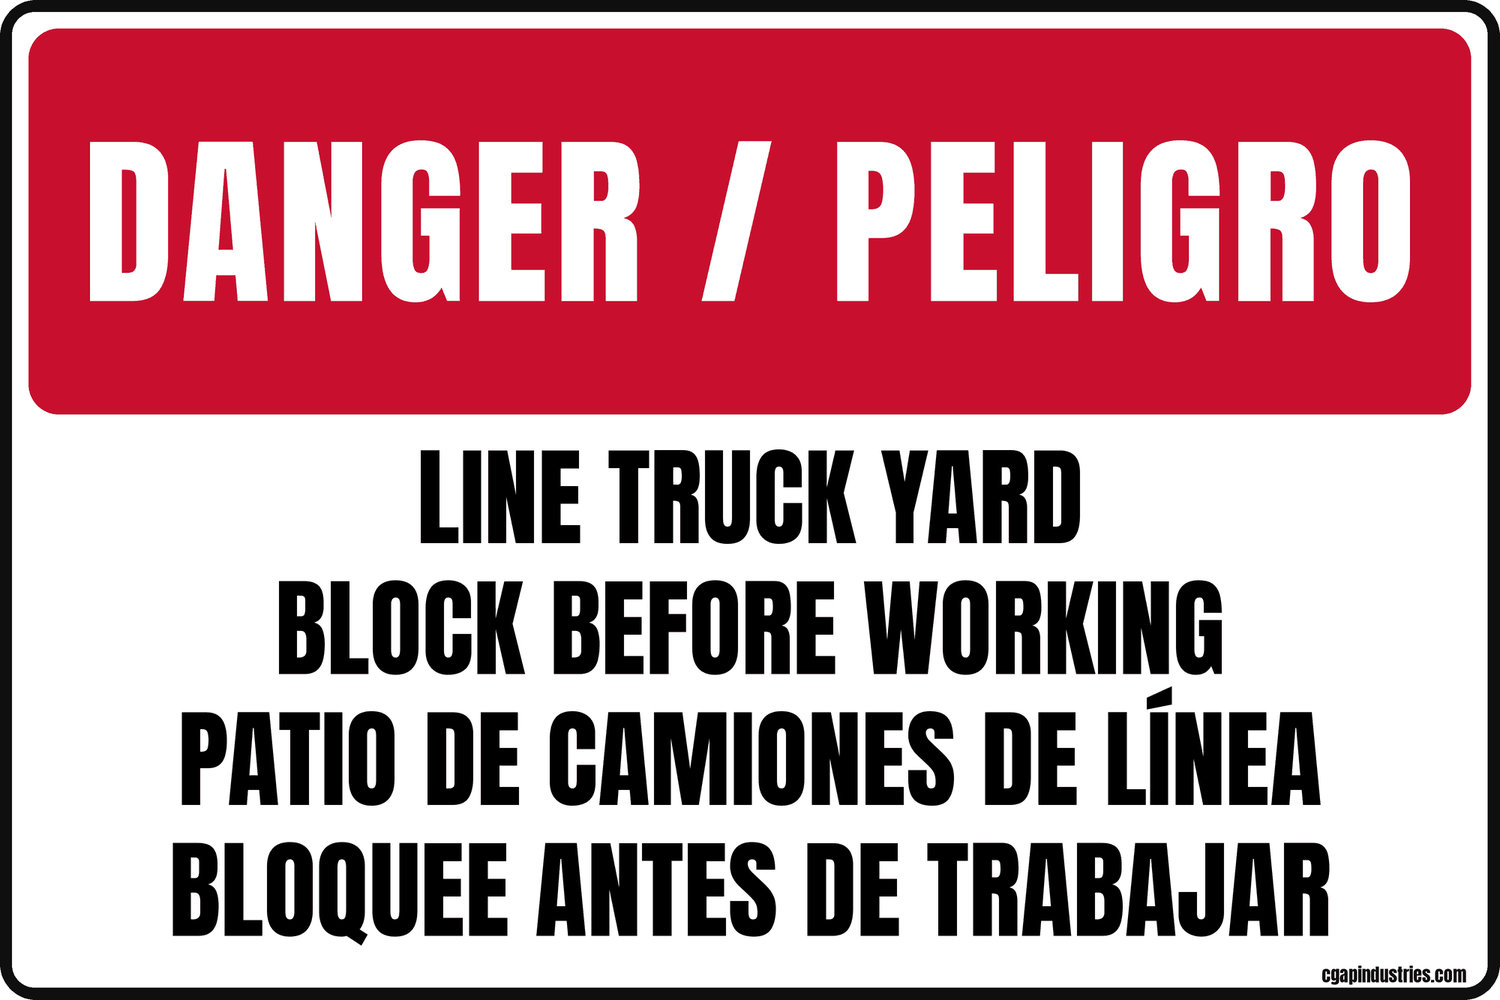 DANGER / PELIGRO
LINE TRUCK YARD
BLOCK BEFORE WORKING
PATIO DE CAMIONES DE LÍNEA
BLOQUEE ANTES DE TRABAJAR
cgapindustries.com